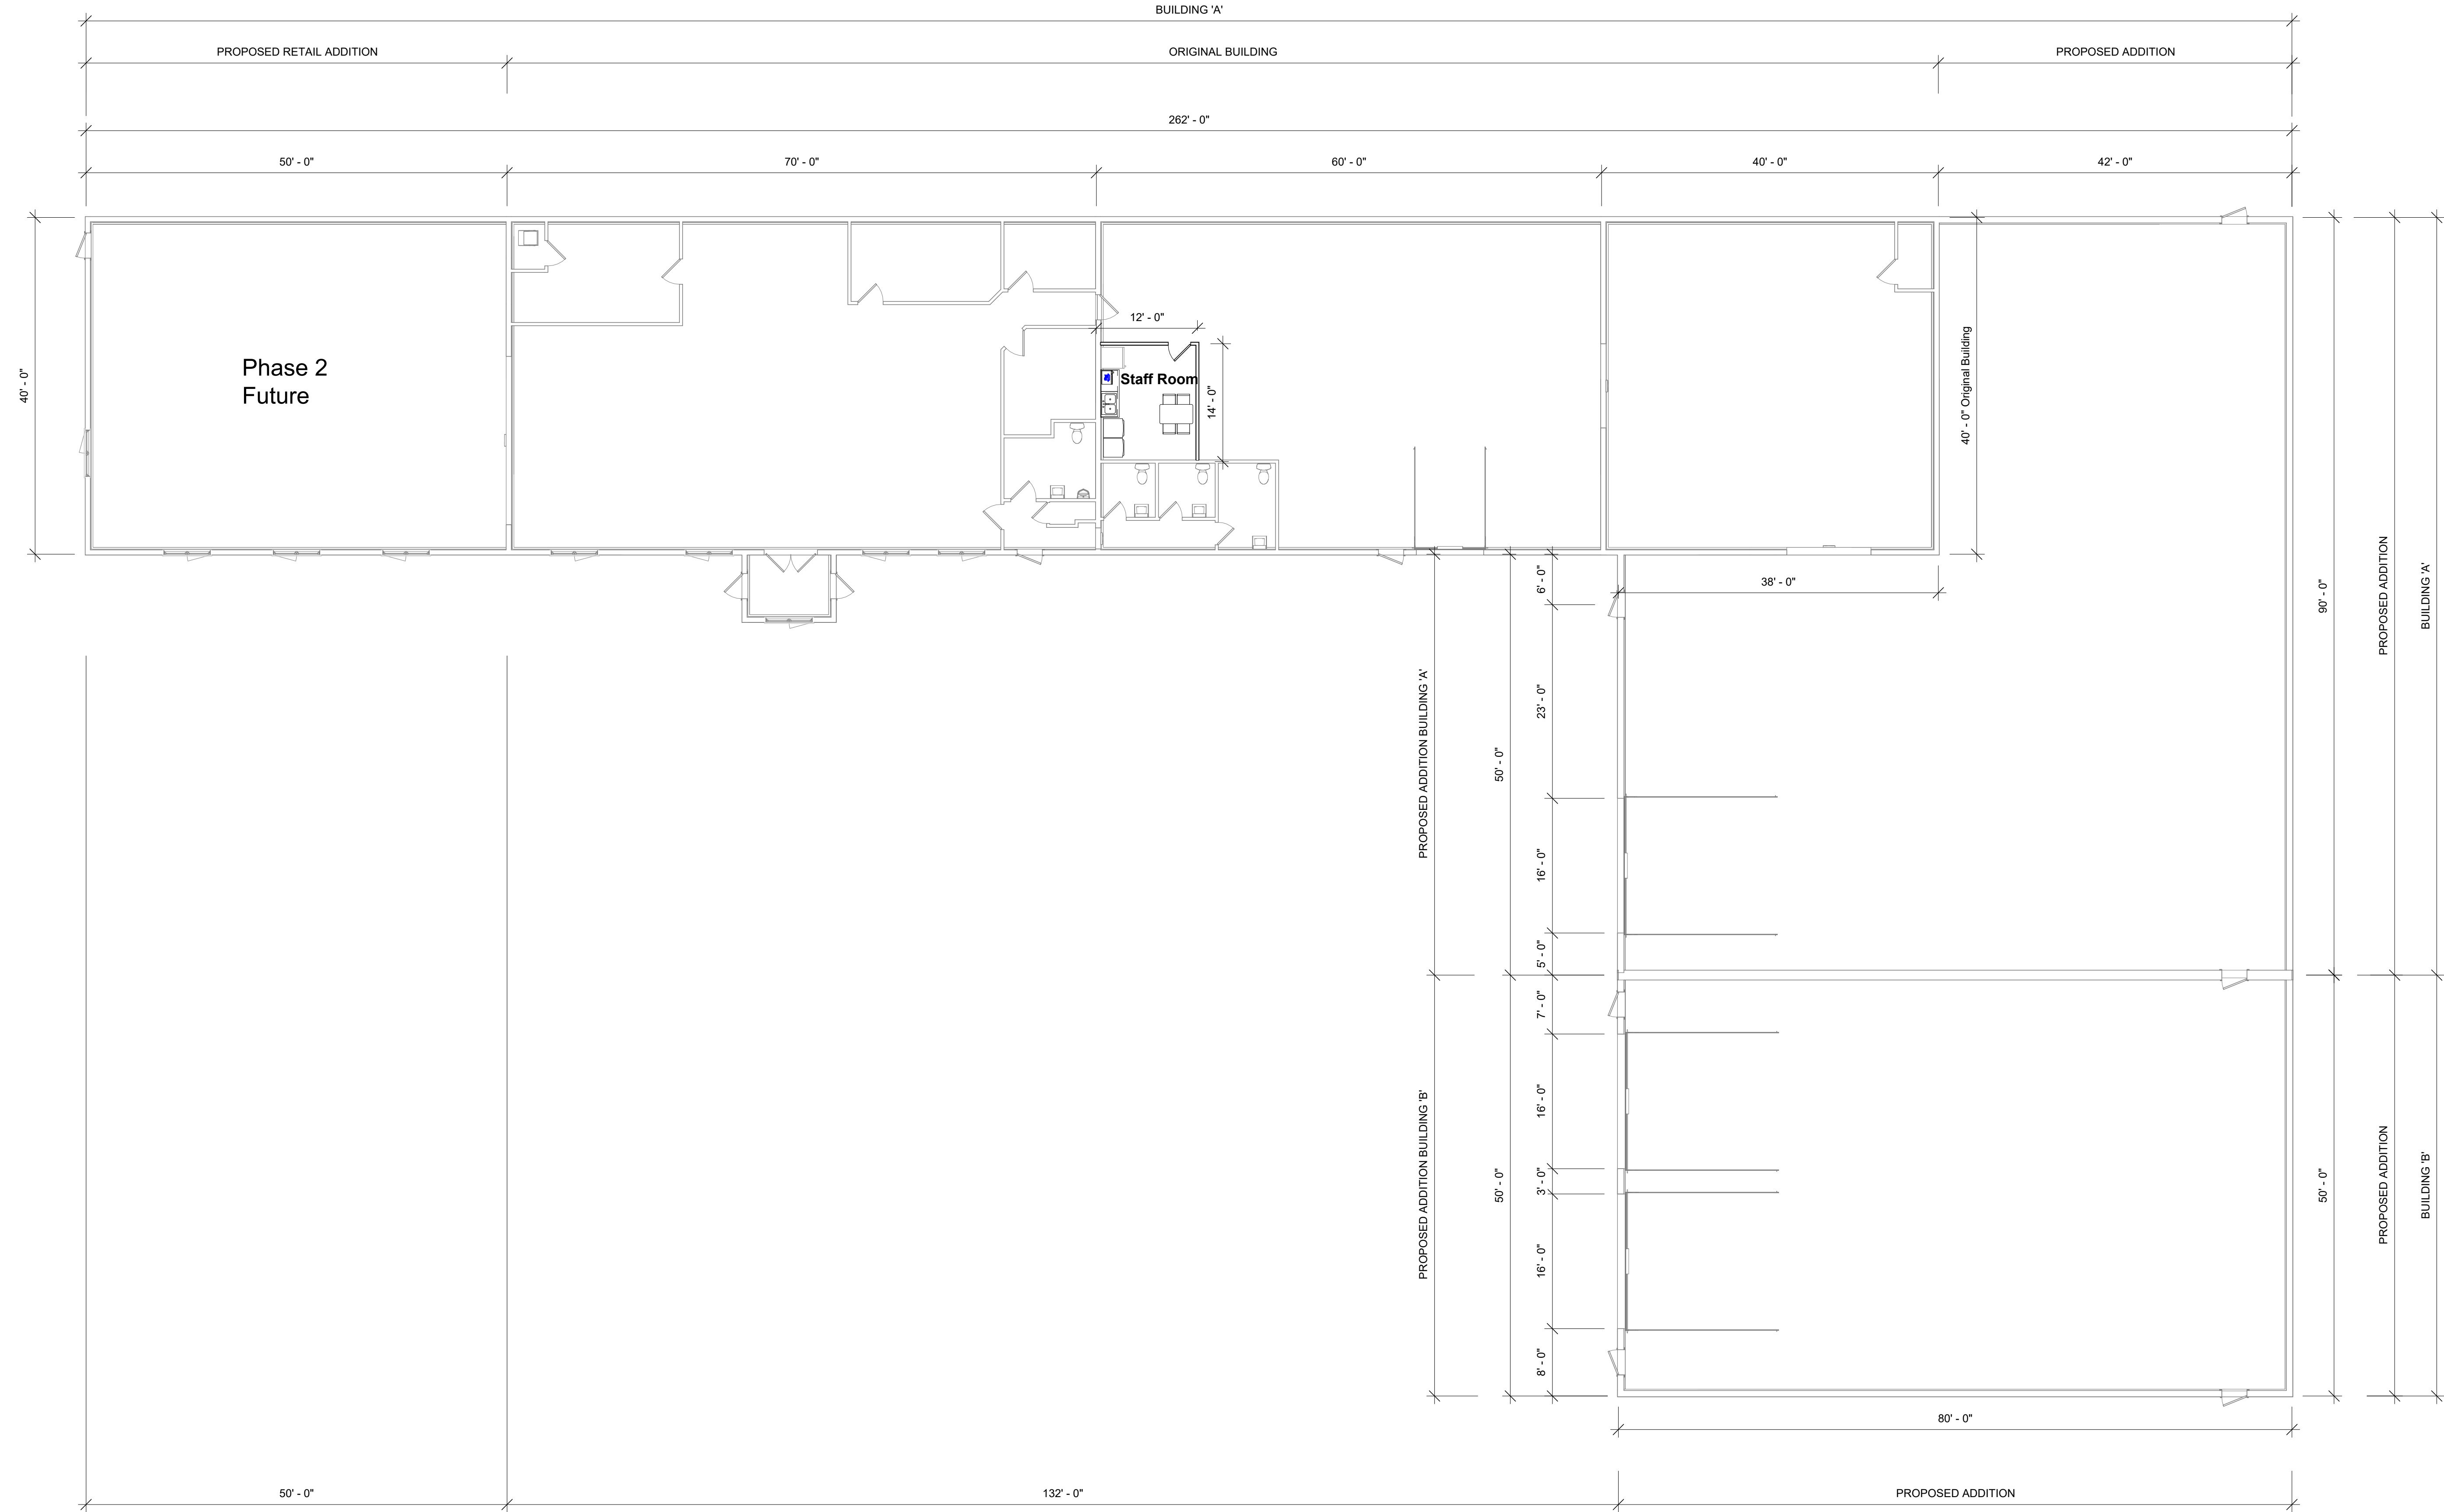 BUILDING 'A'
PROPOSED RETAIL ADDITION
ORIGINAL BUILDING
PROPOSED ADDITION
262' - 0"
50' - 0"
70' - 0"
60' - 0"
40' - 0"
42' - 0"
40' - 0"
Phase 2
Future
12' - 0"
Staff Room
14' - 0"
40' - 0" Original Building
6' - 0"
38' - 0"
90' - 0"
PROPOSED ADDITION
BUILDING 'A'
PROPOSED ADDITION BUILDING 'A'
50' - 0"
23' - 0"
16' - 0"
5' - 0"
7' - 0"
PROPOSED ADDITION BUILDING 'B'
50' - 0"
16' - 0"
3' - 0"
16' - 0"
8' - 0"
50' - 0"
PROPOSED ADDITION
BUILDING 'B'
80' - 0"
50' - 0"
132' - 0"
PROPOSED ADDITION